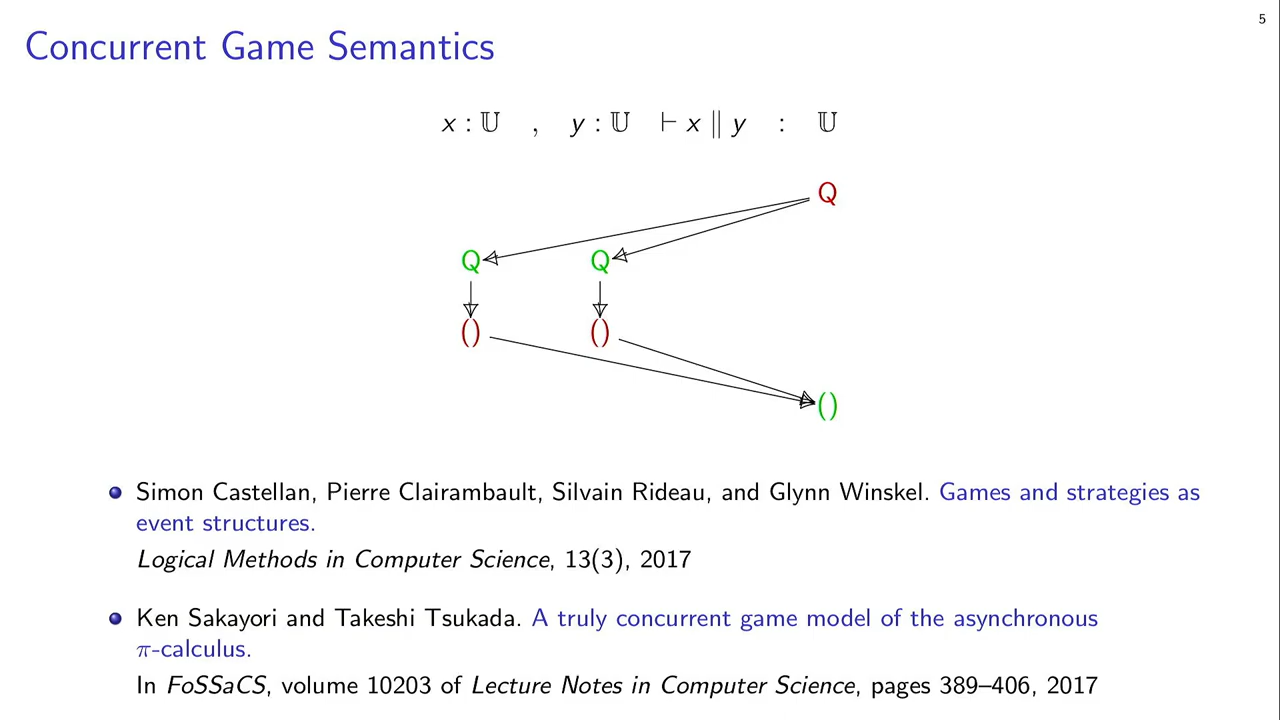 5
Concurrent Game Semantics
x : 𝕌 , y : 𝕌 ⊢ x ∥ y : 𝕌
Q
Q Q
() ()
()
Simon Castellan, Pierre Clairambault, Silvain Rideau, and Glynn Winskel. Games and strategies as
event structures.
Logical Methods in Computer Science, 13(3), 2017
Ken Sakayori and Takeshi Tsukada. A truly concurrent game model of the asynchronous
π-calculus.
In FoSSaCS, volume 10203 of Lecture Notes in Computer Science, pages 389–406, 2017